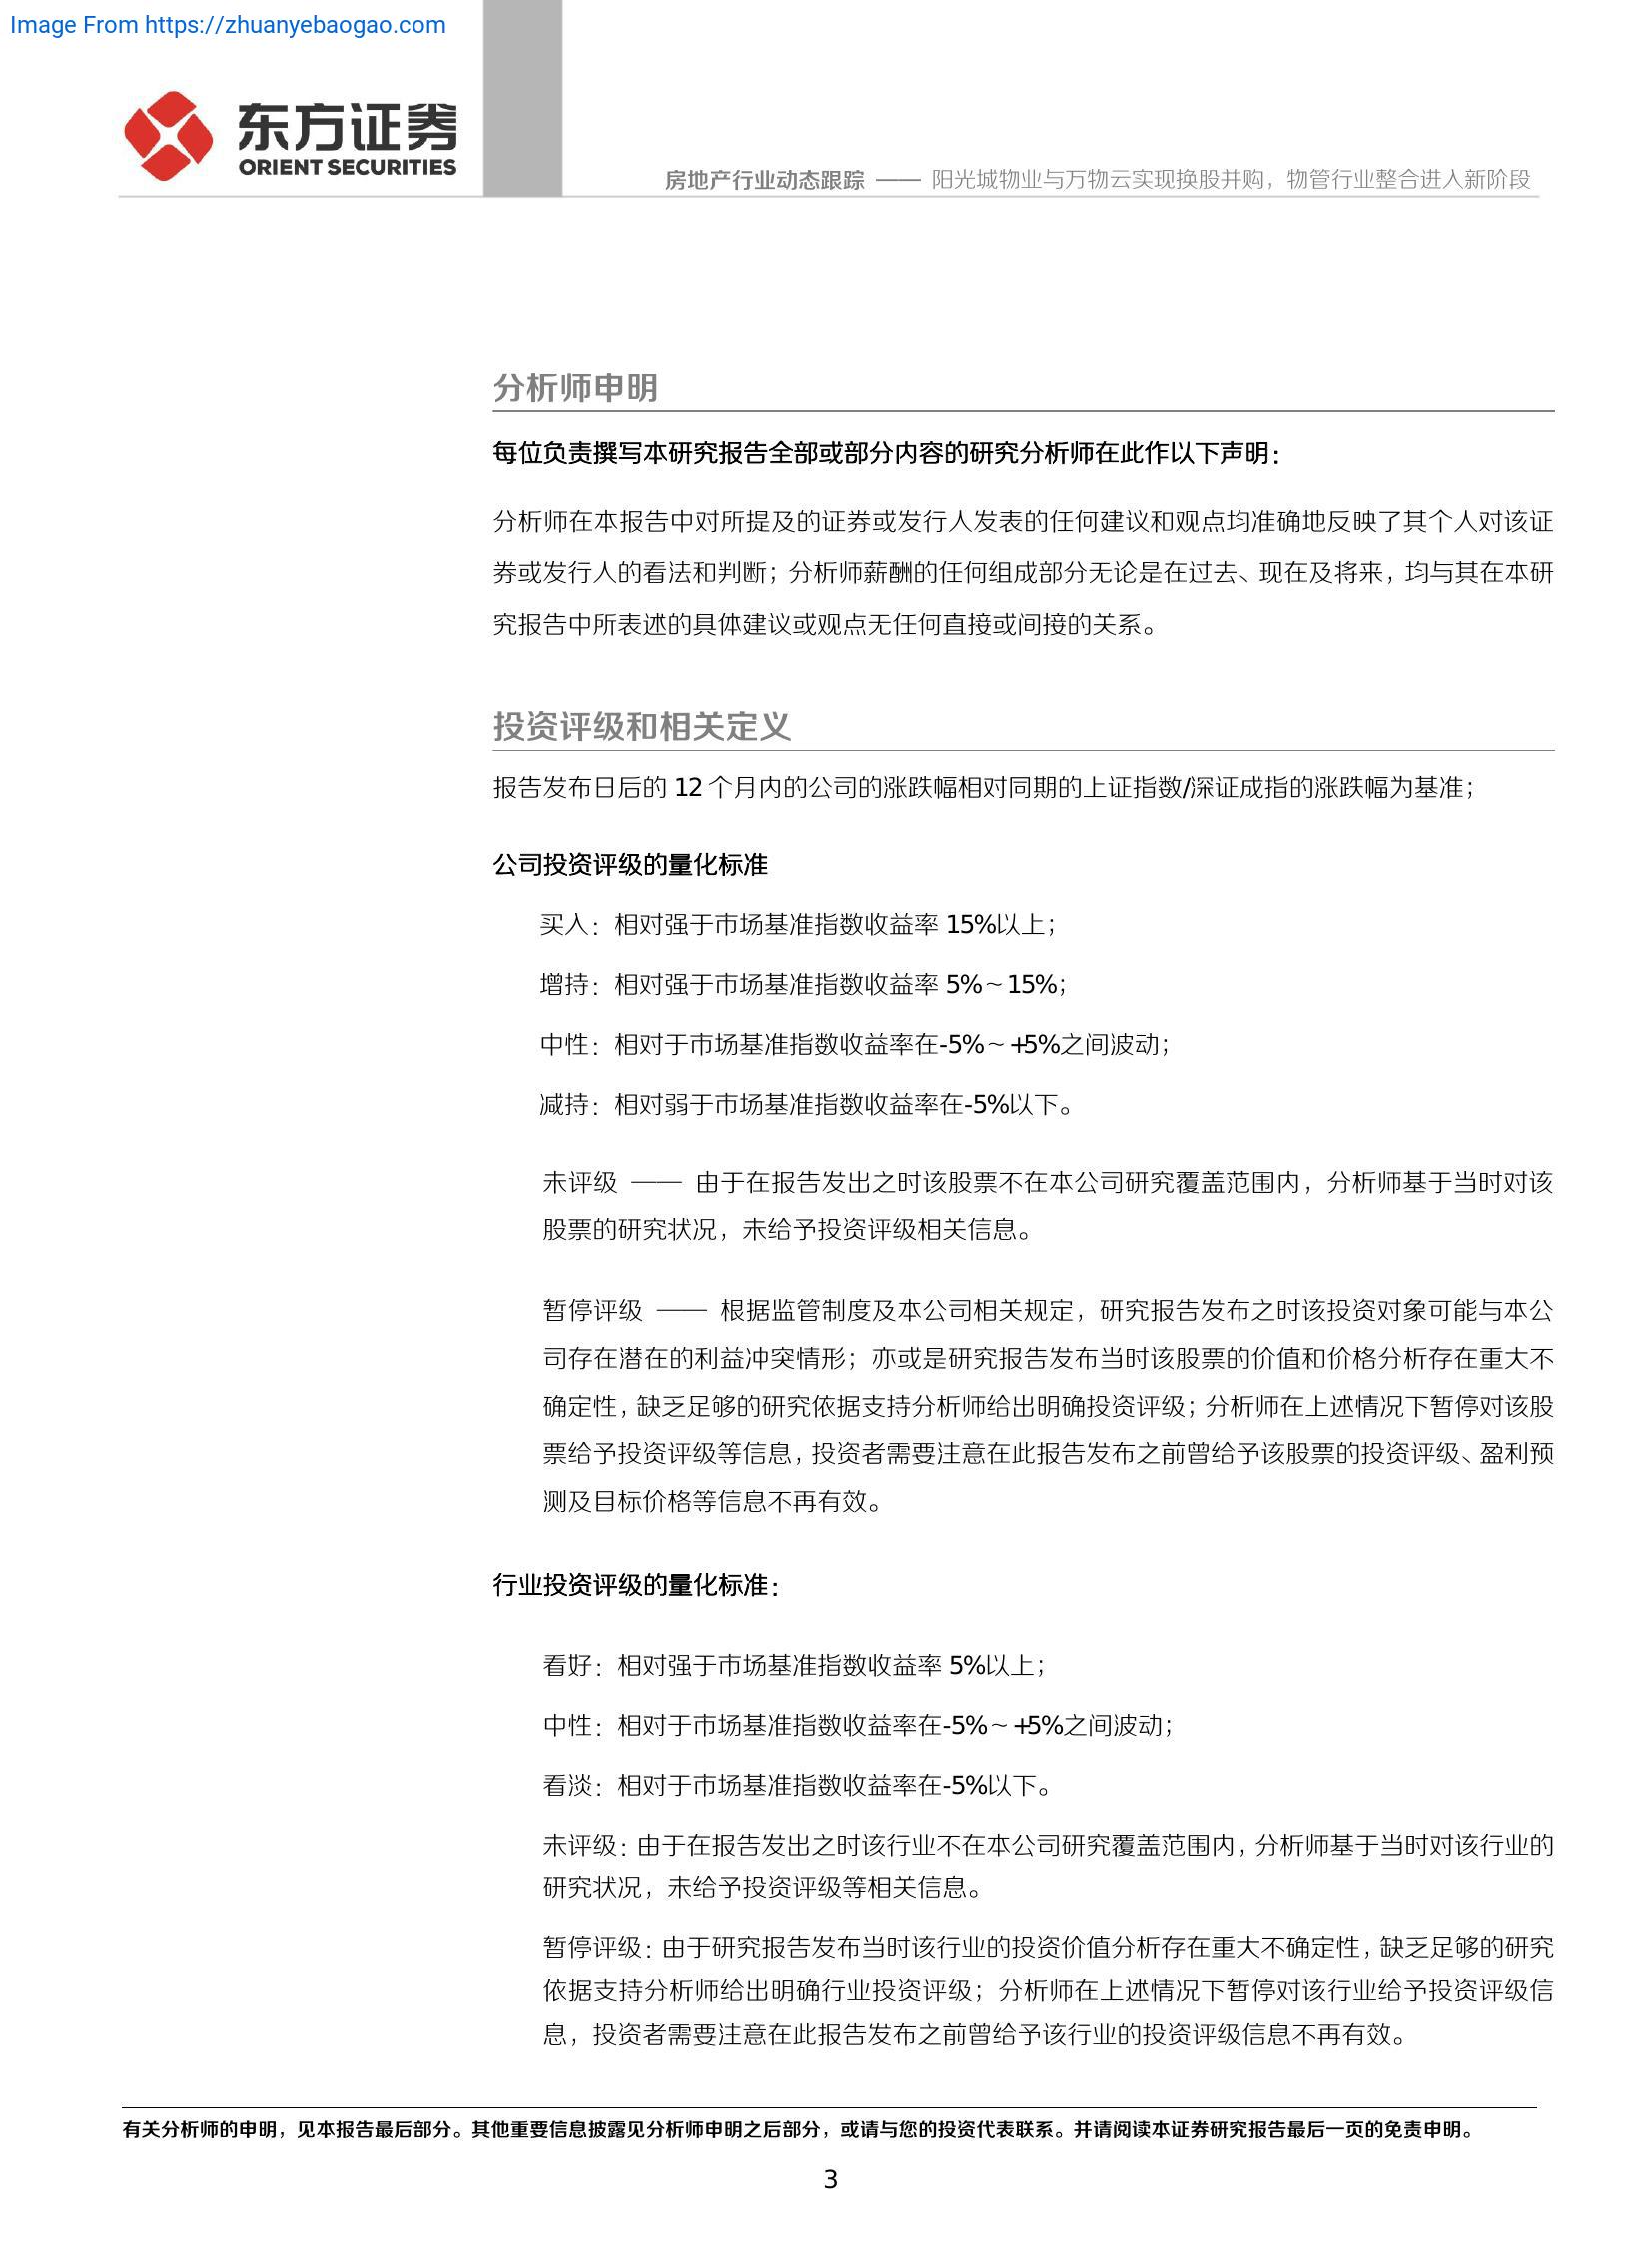 Image From https://zhuanyebaogao.com
东方证券
ORIENT SECURITIES
房地产行业动态跟踪 —— 阳光城物业与万物云实现换股并购，物管行业整合进入新阶段
分析师申明
每位负责撰写本研究报告全部或部分内容的研究分析师在此作以下声明：
分析师在本报告中对所提及的证券或发行人发表的任何建议和观点均准确地反映了其个人对该证
券或发行人的看法和判断；分析师薪酬的任何组成部分无论是在过去、现在及将来，均与其在本研
究报告中所表述的具体建议或观点无任何直接或间接的关系。
投资评级和相关定义
报告发布日后的 12 个月内的公司的涨跌幅相对同期的上证指数/深证成指的涨跌幅为基准；
公司投资评级的量化标准
买入：相对强于市场基准指数收益率 15%以上；
增持：相对强于市场基准指数收益率 5%～15%；
中性：相对于市场基准指数收益率在-5%～+5%之间波动；
减持：相对弱于市场基准指数收益率在-5%以下。
未评级 —— 由于在报告发出之时该股票不在本公司研究覆盖范围内，分析师基于当时对该
股票的研究状况，未给予投资评级相关信息。
暂停评级 —— 根据监管制度及本公司相关规定，研究报告发布之时该投资对象可能与本公
司存在潜在的利益冲突情形；亦或是研究报告发布当时该股票的价值和价格分析存在重大不
确定性，缺乏足够的研究依据支持分析师给出明确投资评级；分析师在上述情况下暂停对该股
票给予投资评级等信息，投资者需要注意在此报告发布之前曾给予该股票的投资评级、盈利预
测及目标价格等信息不再有效。
行业投资评级的量化标准：
看好：相对强于市场基准指数收益率 5%以上；
中性：相对于市场基准指数收益率在-5%～+5%之间波动；
看淡：相对于市场基准指数收益率在-5%以下。
未评级：由于在报告发出之时该行业不在本公司研究覆盖范围内，分析师基于当时对该行业的
研究状况，未给予投资评级等相关信息。
暂停评级：由于研究报告发布当时该行业的投资价值分析存在重大不确定性，缺乏足够的研究
依据支持分析师给出明确行业投资评级；分析师在上述情况下暂停对该行业给予投资评级信
息，投资者需要注意在此报告发布之前曾给予该行业的投资评级信息不再有效。
有关分析师的申明，见本报告最后部分。其他重要信息披露见分析师申明之后部分，或请与您的投资代表联系。并请阅读本证券研究报告最后一页的免责申明。
3